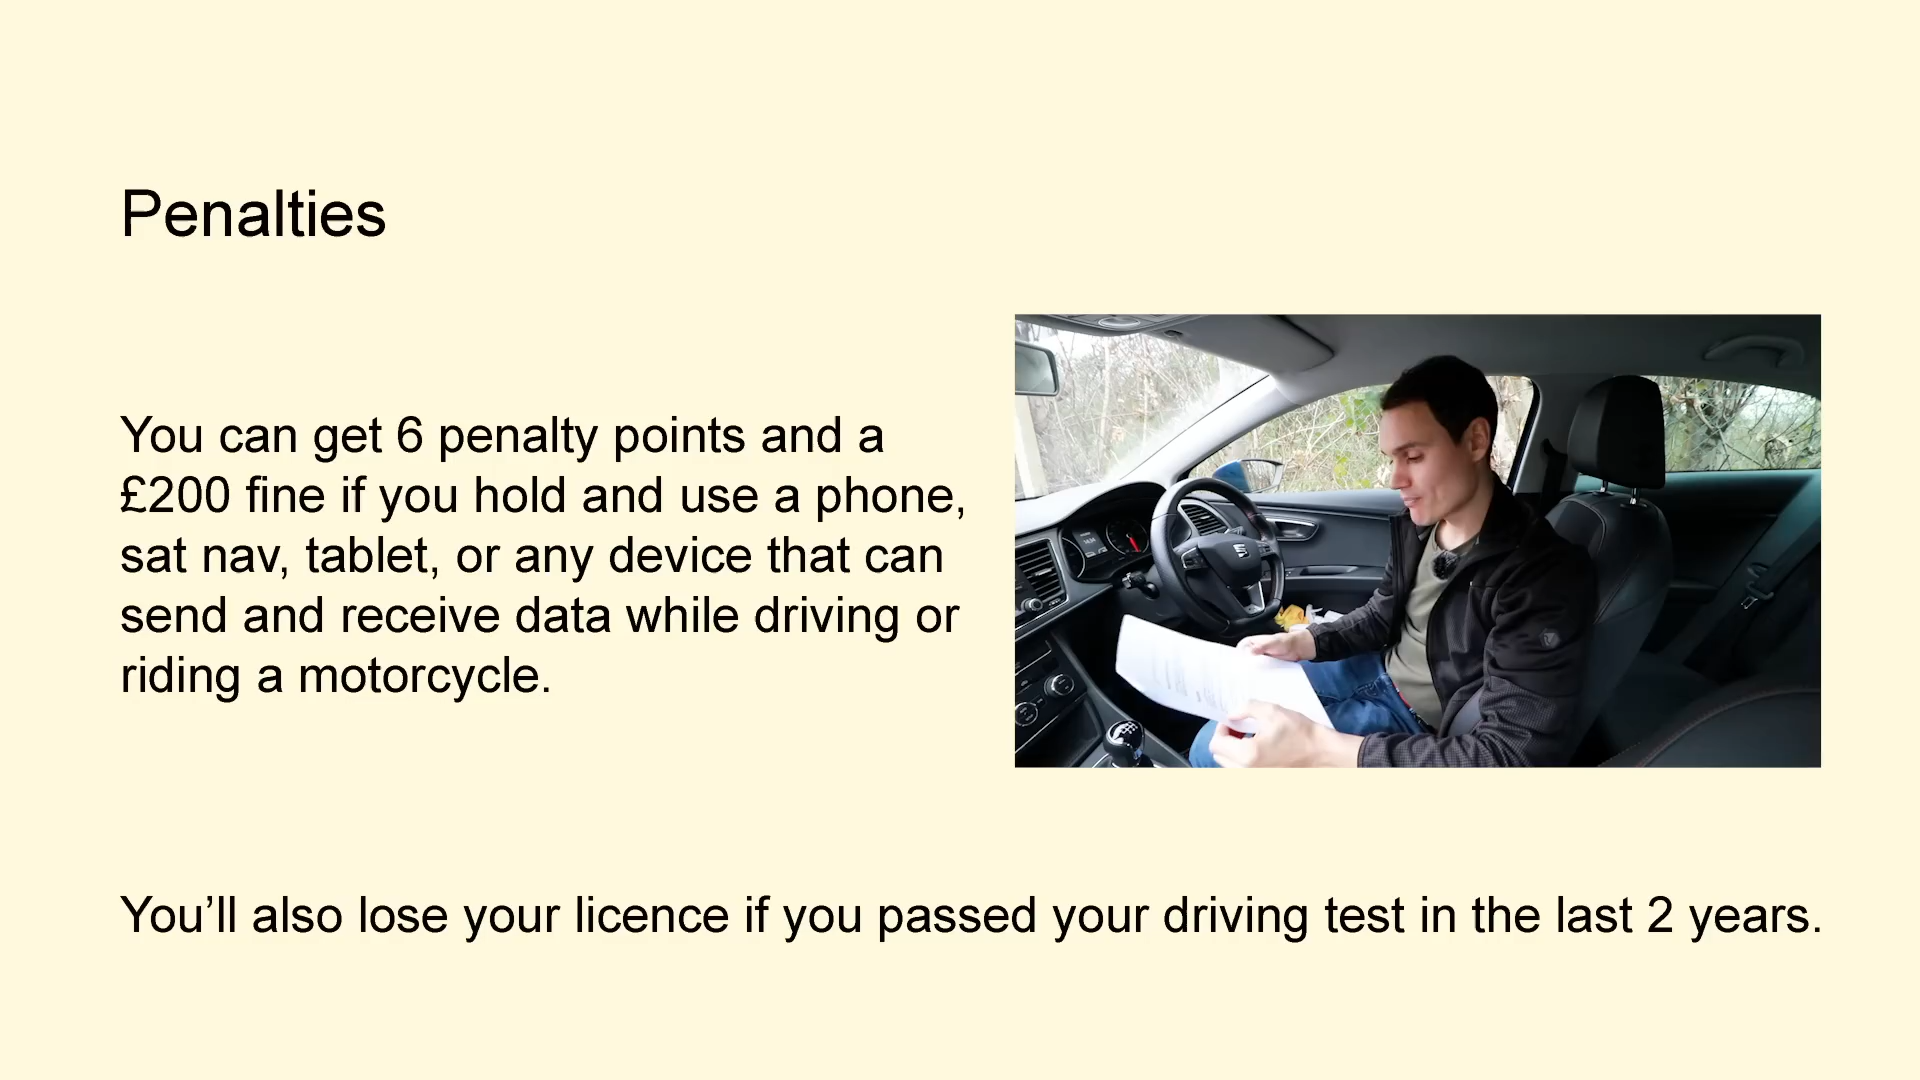 Penalties
You can get 6 penalty points and a
£200 fine if you hold and use a phone,
sat nav, tablet, or any device that can
send and receive data while driving or
riding a motorcycle.
You’ll also lose your licence if you passed your driving test in the last 2 years.